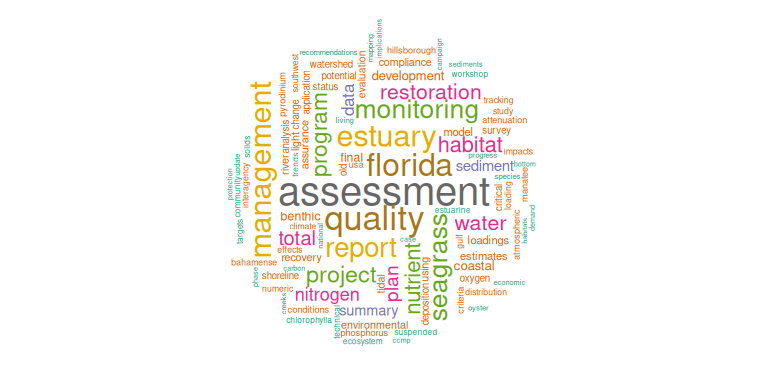 recommendations
mapping
implications
hillsborough
campaign
watershed
compliance
sediments
southwest
potential
evaluation
development
workshop
pyrodinium
status
application
data
restoration
tracking
change
program
living
monitoring
study
attenuation
light
solids
management
analysis
assurance
estuary
model
survey
river
trends
final
habitat
impacts
update
interagency
old
usa
florida
progress
sediment
bottom
community
protection
assessment
species
manatee
critical
loading
targets
benthic
quality
estuarine
water
demand
habitats
climate
national
total
report
case
seagrass
gulf
loadings
atmospheric
effects
recovery
nutrient
estimates
bahamense
carbon
project
plan
tidal
coastal
phase
shoreline
using
oxygen
economic
numeric
nitrogen
deposition
criteria
distribution
creeks
conditions
summary
oyster
chlorophylla
technical
environmental
phosphorus
suspended
ecosystem
ccmp